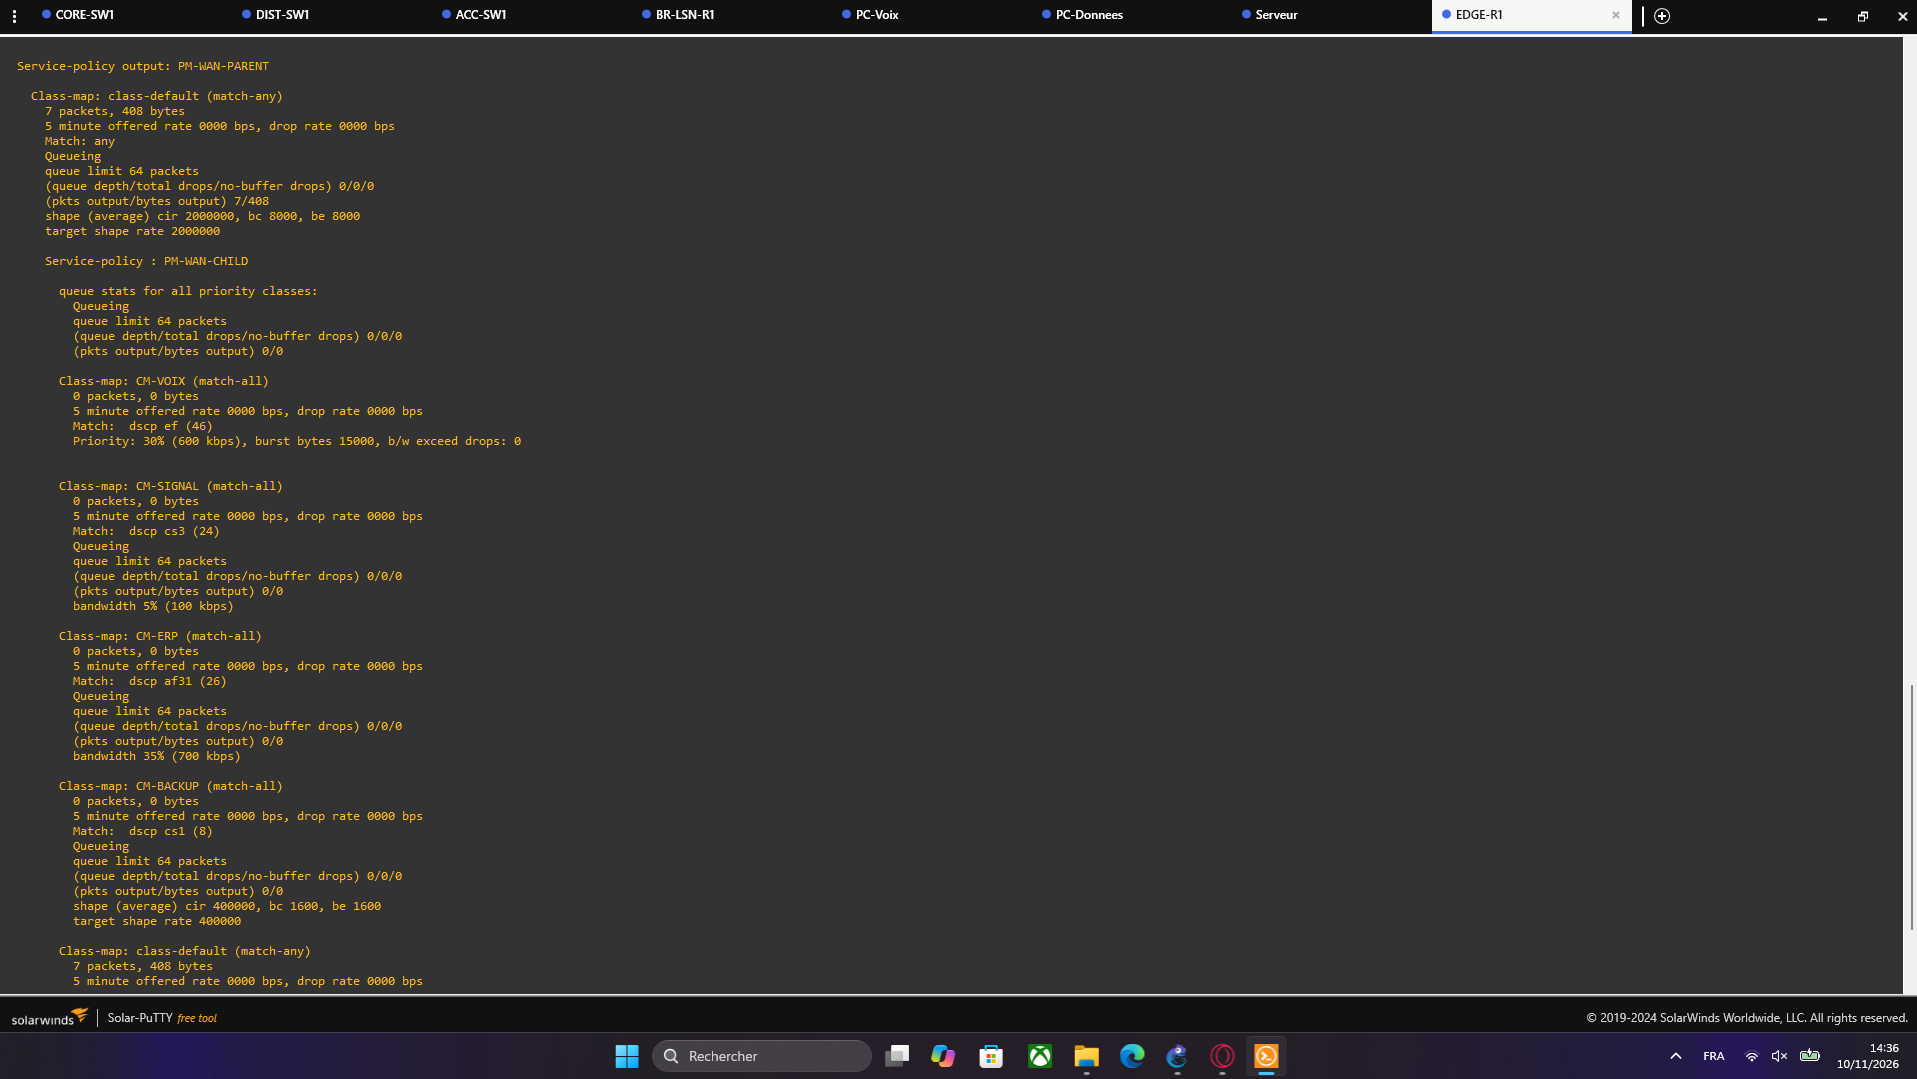 CORE-SW1
DIST-SW1
ACC-SW1
BR-LSN-R1
PC-Voix
PC-Donnees
Serveur
EDGE-R1
Service-policy output: PM-WAN-PARENT
Class-map: class-default (match-any)
7 packets, 408 bytes
5 minute offered rate 0000 bps, drop rate 0000 bps
Match: any
Queueing
queue limit 64 packets
(queue depth/total drops/no-buffer drops) 0/0/0
(pkts output/bytes output) 7/408
shape (average) cir 2000000, bc 8000, be 8000
target shape rate 2000000
Service-policy : PM-WAN-CHILD
queue stats for all priority classes:
Queueing
queue limit 64 packets
(queue depth/total drops/no-buffer drops) 0/0/0
(pkts output/bytes output) 0/0
Class-map: CM-VOIX (match-all)
0 packets, 0 bytes
5 minute offered rate 0000 bps, drop rate 0000 bps
Match:  dscp ef (46)
Priority: 30% (600 kbps), burst bytes 15000, b/w exceed drops: 0
Class-map: CM-SIGNAL (match-all)
0 packets, 0 bytes
5 minute offered rate 0000 bps, drop rate 0000 bps
Match:  dscp cs3 (24)
Queueing
queue limit 64 packets
(queue depth/total drops/no-buffer drops) 0/0/0
(pkts output/bytes output) 0/0
bandwidth 5% (100 kbps)
Class-map: CM-ERP (match-all)
0 packets, 0 bytes
5 minute offered rate 0000 bps, drop rate 0000 bps
Match:  dscp af31 (26)
Queueing
queue limit 64 packets
(queue depth/total drops/no-buffer drops) 0/0/0
(pkts output/bytes output) 0/0
bandwidth 35% (700 kbps)
Class-map: CM-BACKUP (match-all)
0 packets, 0 bytes
5 minute offered rate 0000 bps, drop rate 0000 bps
Match:  dscp cs1 (8)
Queueing
queue limit 64 packets
(queue depth/total drops/no-buffer drops) 0/0/0
(pkts output/bytes output) 0/0
shape (average) cir 400000, bc 1600, be 1600
target shape rate 400000
Class-map: class-default (match-any)
7 packets, 408 bytes
5 minute offered rate 0000 bps, drop rate 0000 bps
solarwinds
Solar-PuTTY free tool
© 2019-2024 SolarWinds Worldwide, LLC. All rights reserved.
Rechercher
FRA
14:36
10/11/2026